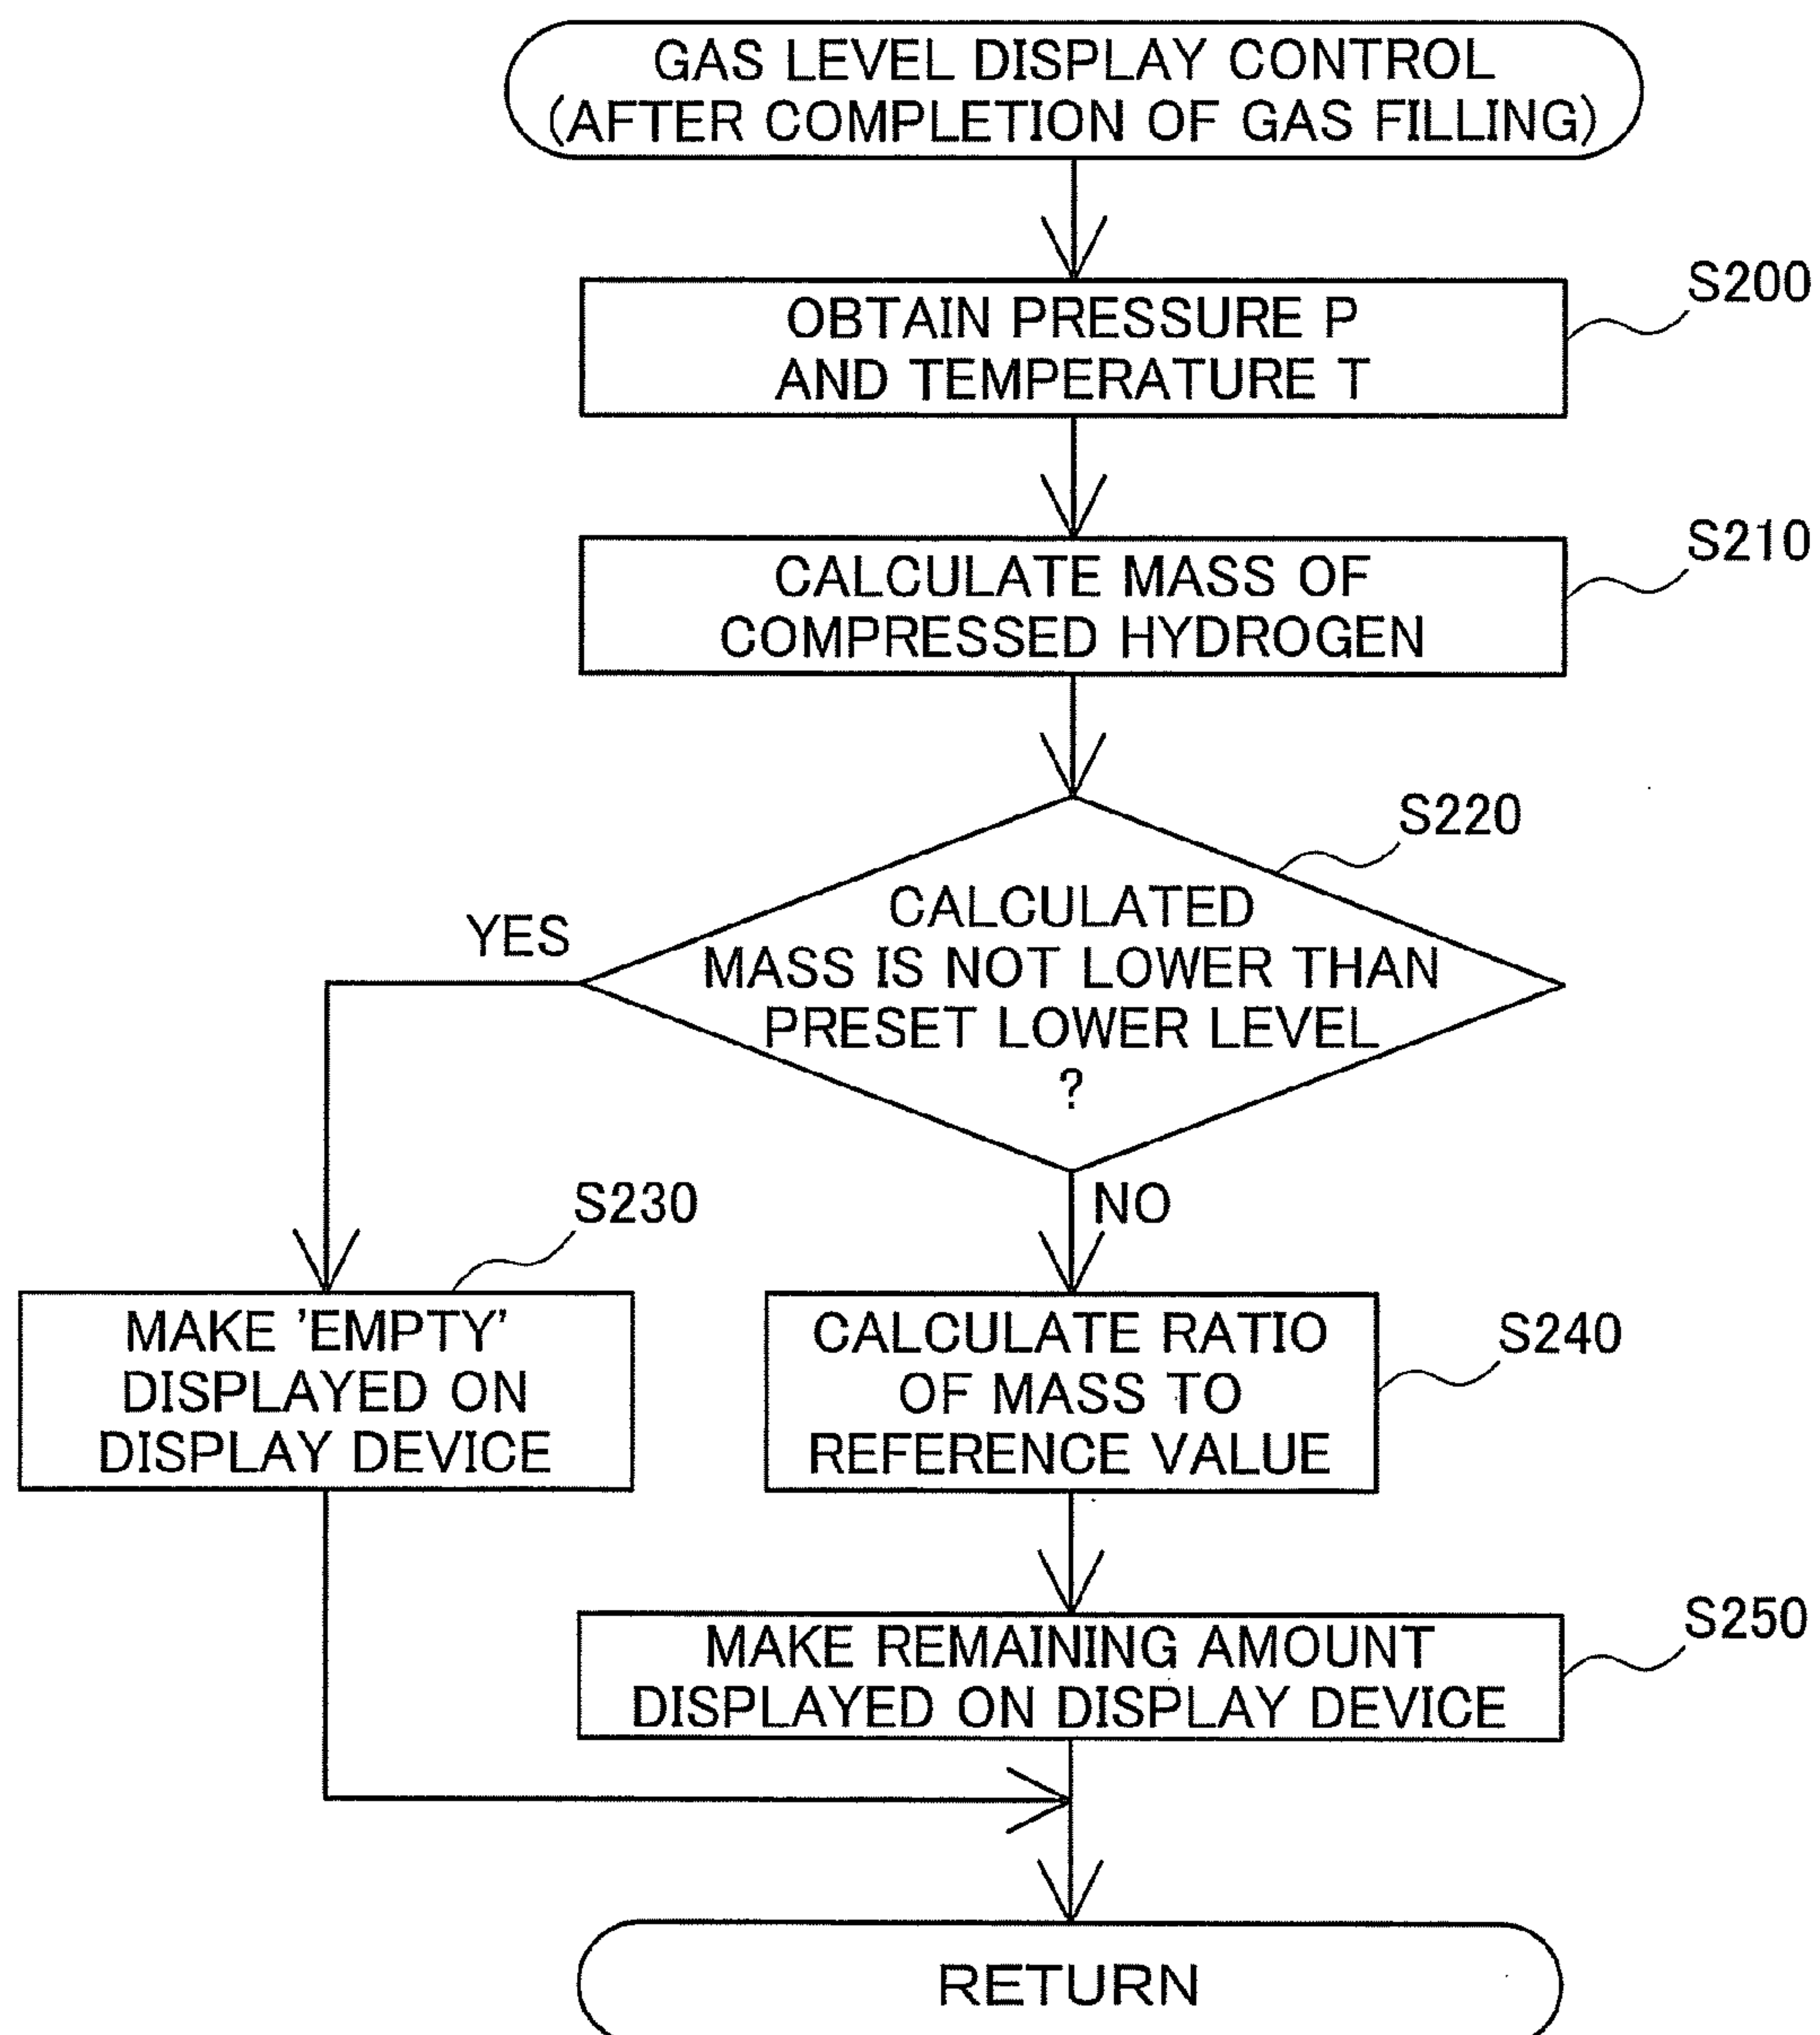 GAS LEVEL DISPLAY CONTROL
(AFTER COMPLETION OF GAS FILLING)
S200
OBTAIN PRESSURE P
AND TEMPERATURE T
S210
CALCULATE MASS OF
COMPRESSED HYDROGEN
S220
CALCULATED
MASS IS NOT LOWER THAN
PRESET LOWER LEVEL
?
YES
NO
S230
MAKE 'EMPTY'
DISPLAYED ON
DISPLAY DEVICE
S240
CALCULATE RATIO
OF MASS TO
REFERENCE VALUE
S250
MAKE REMAINING AMOUNT
DISPLAYED ON DISPLAY DEVICE
RETURN